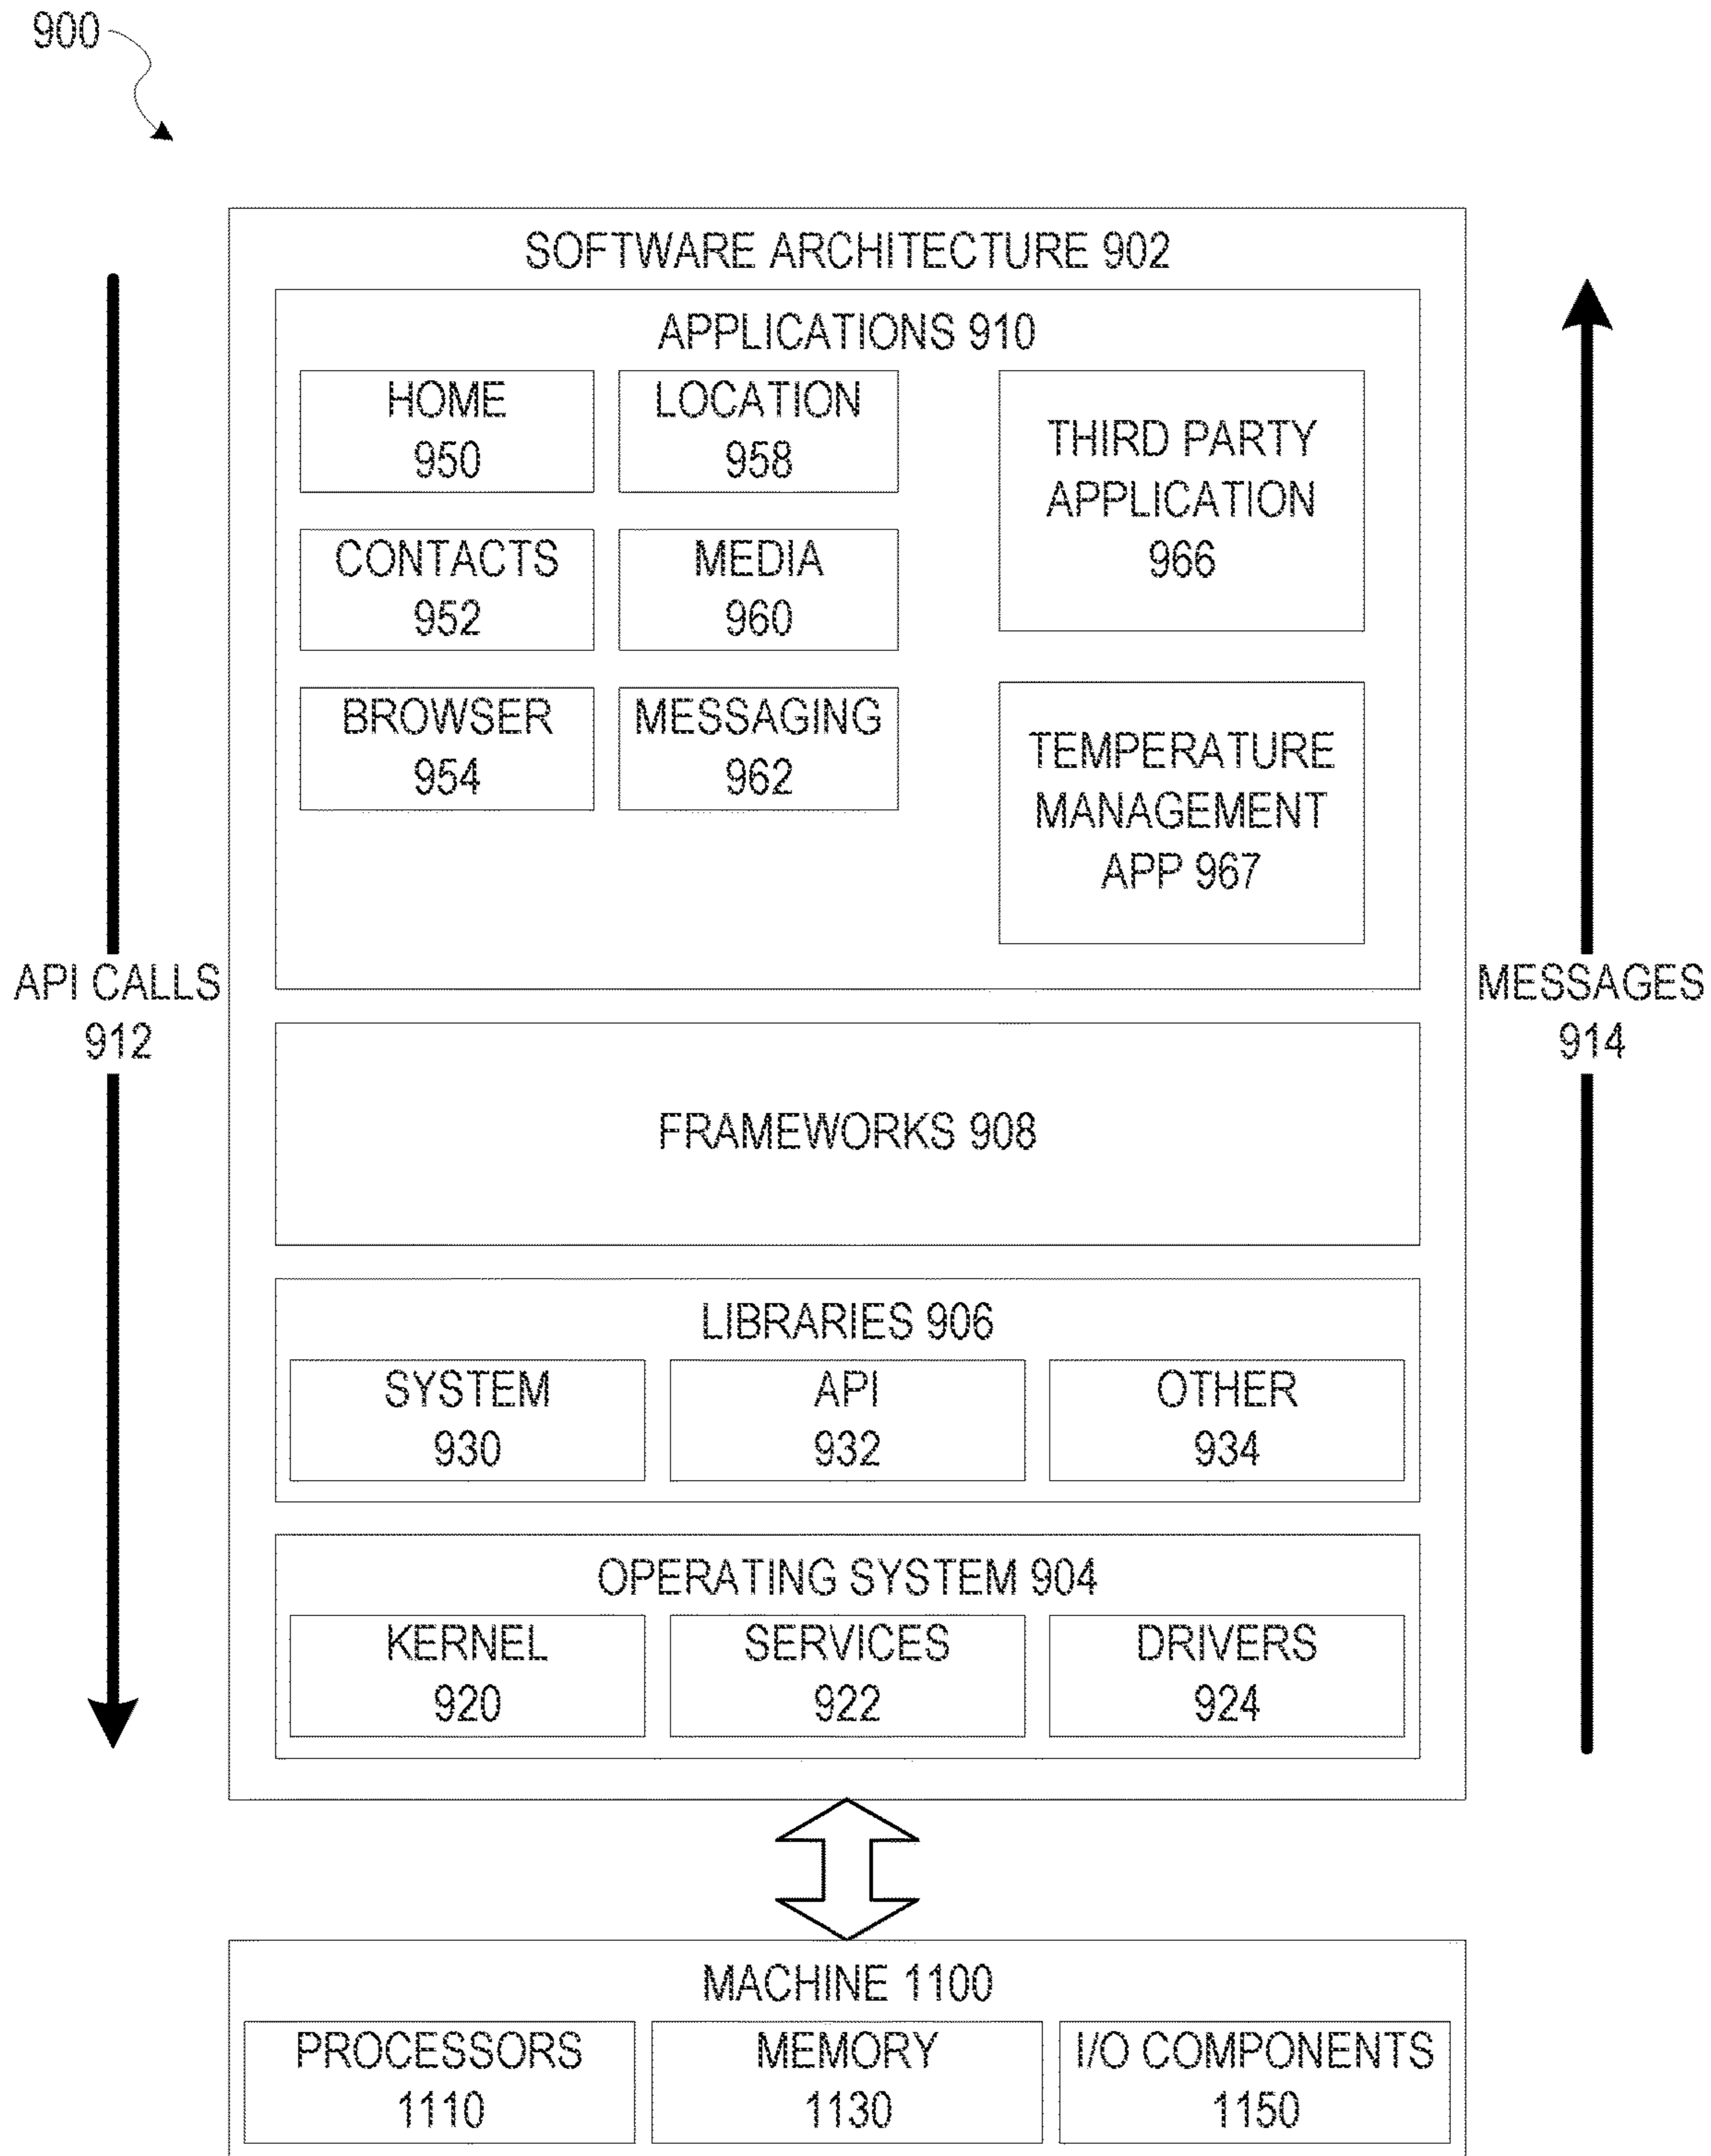 900
SOFTWARE ARCHITECTURE 902
APPLICATIONS 910
HOME
950
LOCATION
958
THIRD PARTY
APPLICATION
966
CONTACTS
952
MEDIA
960
BROWSER
954
MESSAGING
962
TEMPERATURE
MANAGEMENT
APP 967
API CALLS
912
MESSAGES
914
FRAMEWORKS 908
LIBRARIES 906
SYSTEM
930
API
932
OTHER
934
OPERATING SYSTEM 904
KERNEL
920
SERVICES
922
DRIVERS
924
MACHINE 1100
PROCESSORS
1110
MEMORY
1130
I/O COMPONENTS
1150